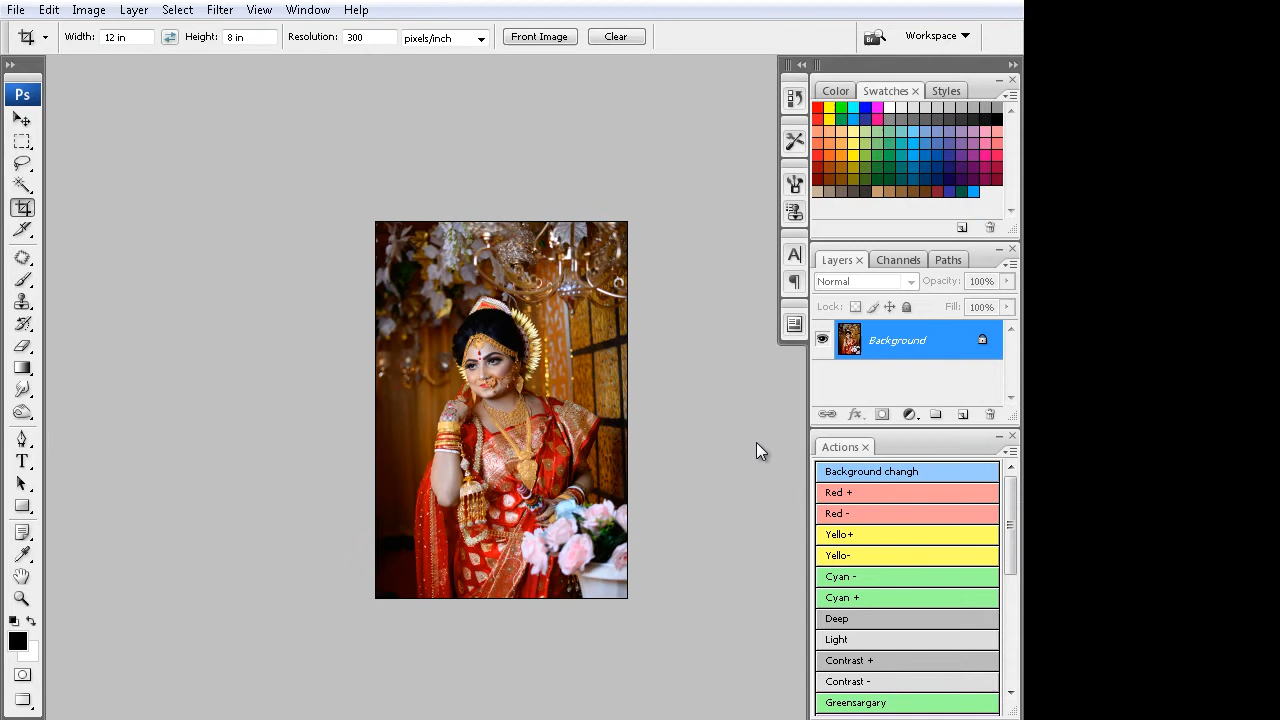 File Edit Image Layer Select Filter View Window Help
Width: 12 in Height: 8 in Resolution: 300 pixels/inch Front Image Clear Br Workspace
Ps
Color Swatches Styles
Layers Channels Paths
Normal Opacity: 100%
Lock: Fill: 100%
Background
Actions
Background changh
Red +
Red -
Yello+
Yello-
Cyan -
Cyan +
Deep
Light
Contrast +
Contrast -
Greensargary